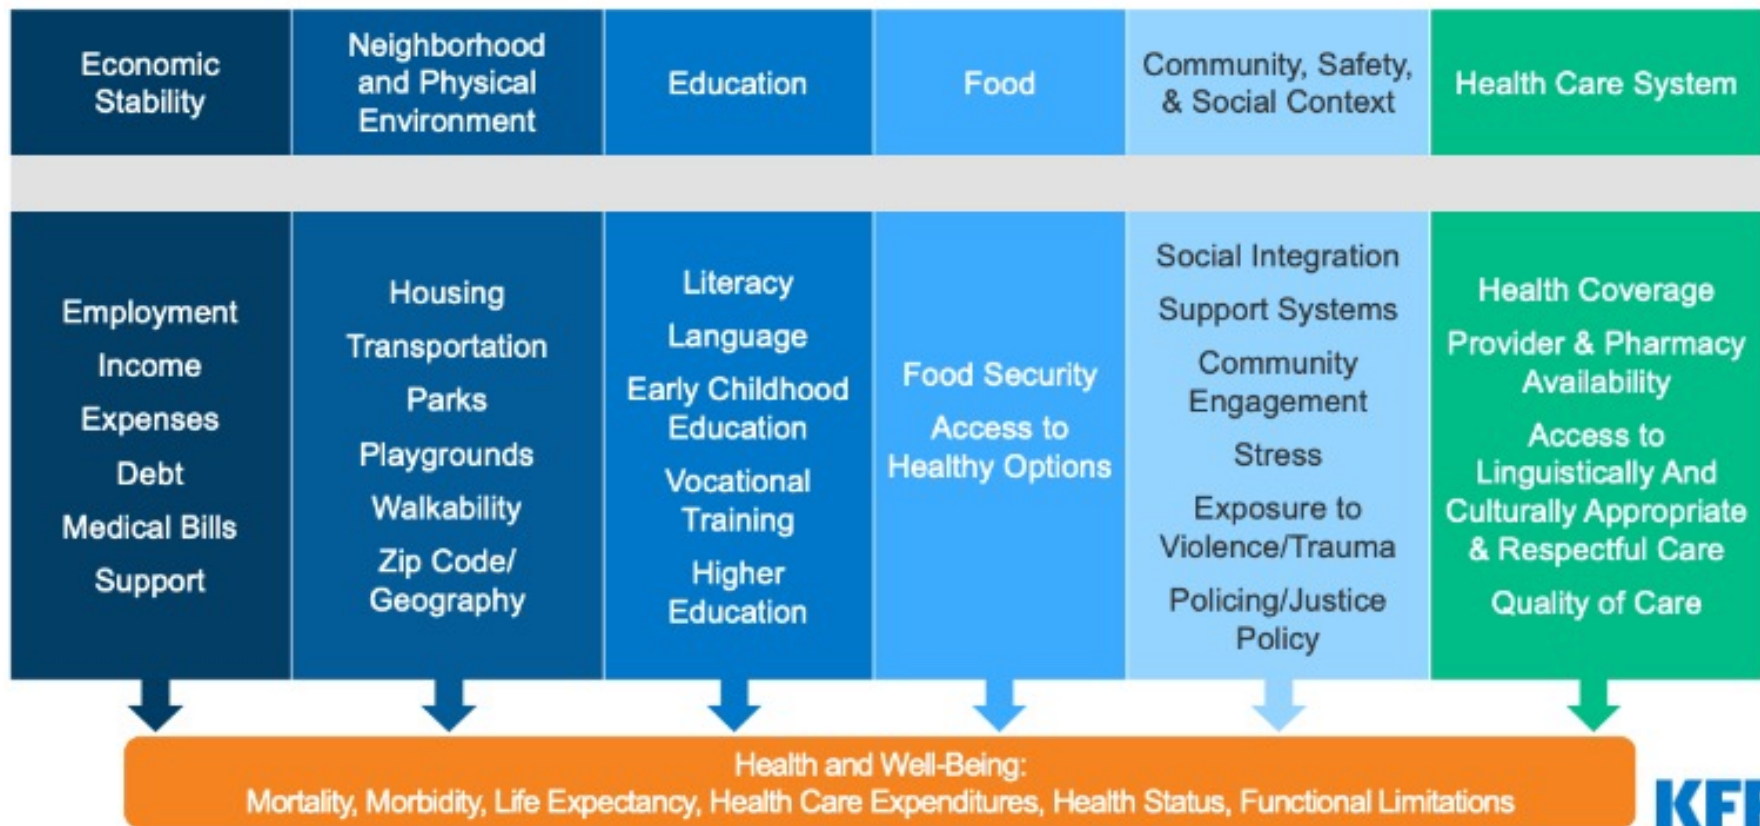 Economic
Stability
Neighborhood
and Physical
Environment
Education
Food
Community, Safety,
& Social Context
Health Care System
Employment
Income
Expenses
Debt
Medical Bills
Support
Housing
Transportation
Parks
Playgrounds
Walkability
Zip Code/
Geography
Literacy
Language
Early Childhood
Education
Vocational
Training
Higher
Education
Food Security
Access to
Healthy Options
Social Integration
Support Systems
Community
Engagement
Stress
Exposure to
Violence/Trauma
Policing/Justice
Policy
Health Coverage
Provider & Pharmacy
Availability
Access to
Linguistically And
Culturally Appropriate
& Respectful Care
Quality of Care
Health and Well-Being:
Mortality, Morbidity, Life Expectancy, Health Care Expenditures, Health Status, Functional Limitations